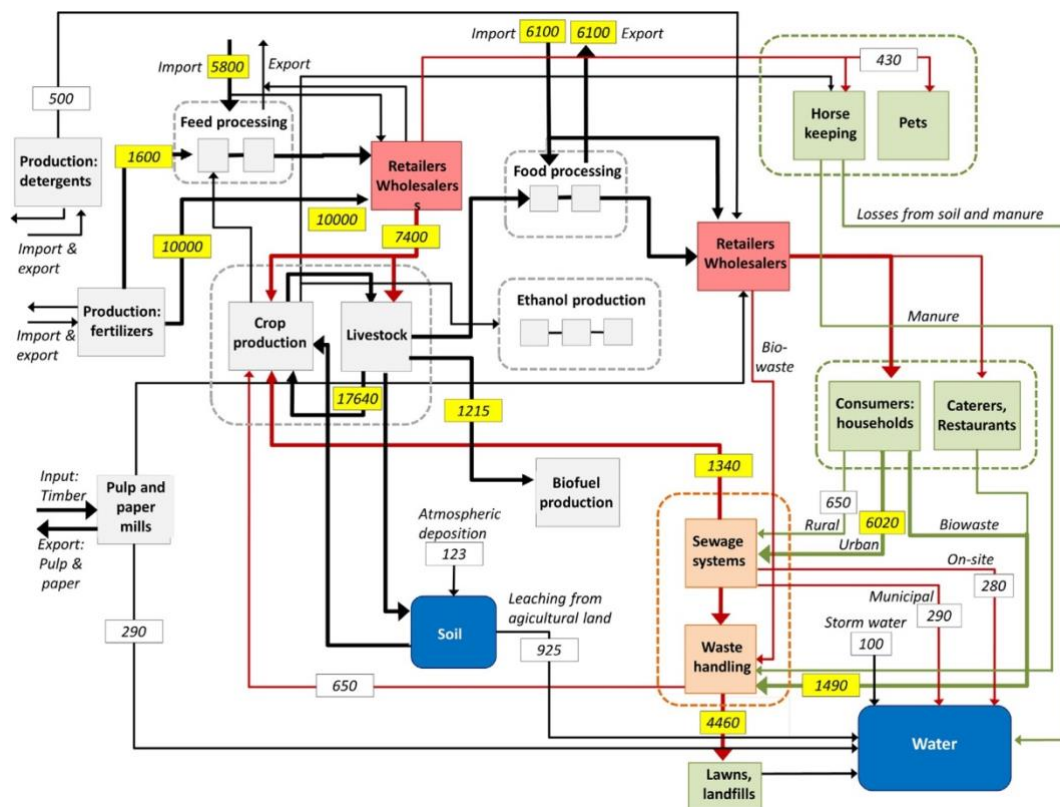 6100
6100
Import
Export
Import
5800
Export
430
500
Feed processing
Horse
keeping
Pets
Production:
detergents
1600
Retailers
Wholesalers
s
Food processing
10000
Losses from soil and manure
10000
7400
Import &
export
Retailers
Wholesalers
Production:
fertilizers
Crop
production
Livestock
Ethanol production
Import &
export
Manure
Bio-
waste
17640
1215
Consumers:
households
Caterers,
Restaurants
1340
Input:
Timber
Pulp and
paper
mills
Biofuel
production
650
6020
Biowaste
Rural
Urban
Export:
Pulp &
paper
Atmospheric
deposition
123
Sewage
systems
On-site
280
Municipal
290
Leaching from
agicultural land
Soil
925
Storm water
100
290
Waste
handling
650
1490
4460
Water
Lawns,
landfills